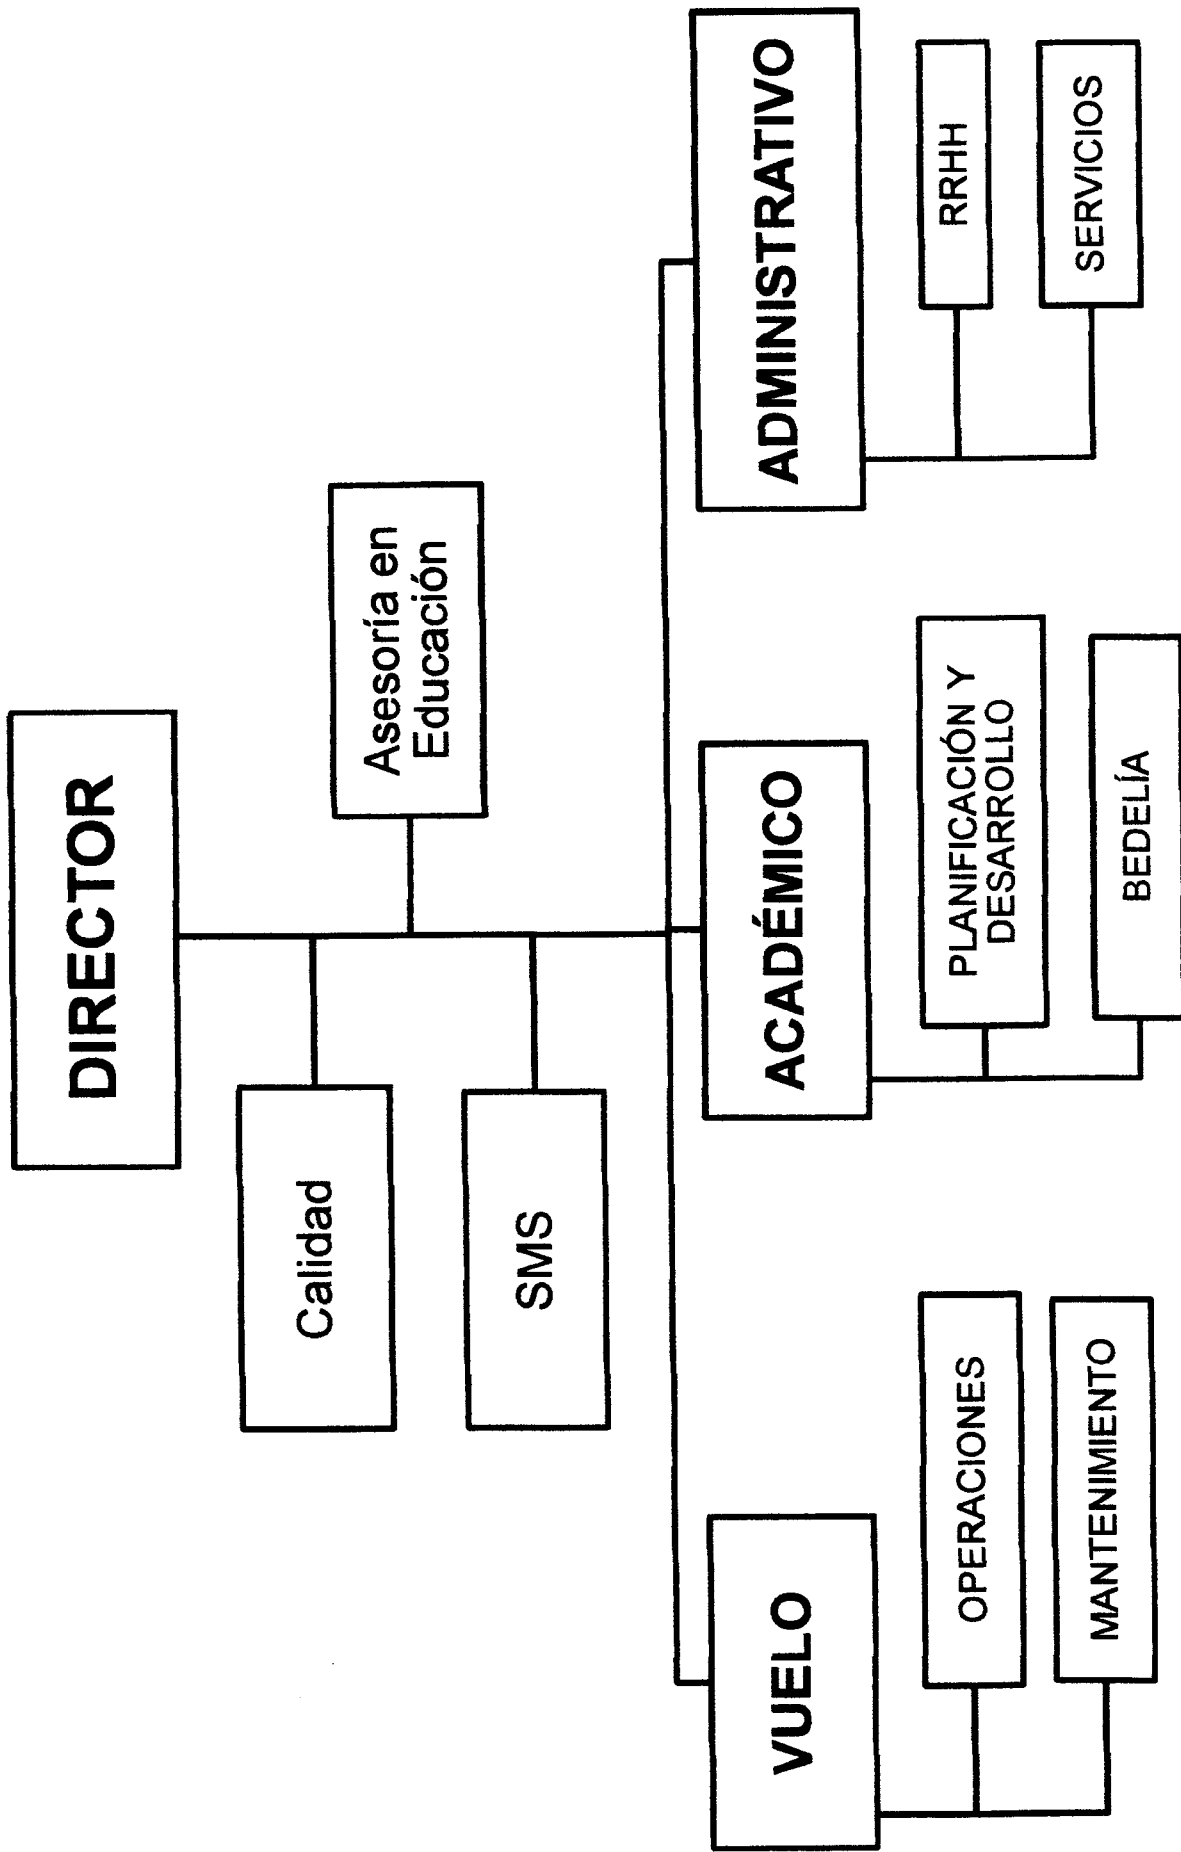 DIRECTOR
Calidad
Asesoría en
Educación
SMS
VUELO
ACADÉMICO
ADMINISTRATIVO
OPERACIONES
MANTENIMIENTO
PLANIFICACIÓN Y
DESARROLLO
BEDELÍA
RRHH
SERVICIOS